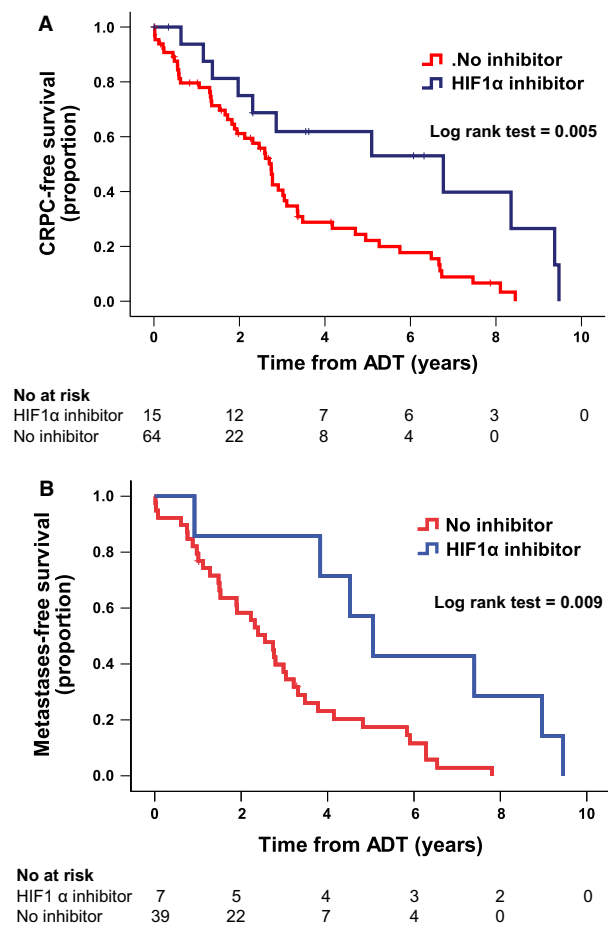 A
1.0
0.8
0.6
0.4
0.2
0.0
CRPC-free survival
(proportion)
.No inhibitor
HIF1α inhibitor
Log rank test = 0.005
0 2 4 6 8 10
Time from ADT (years)
No at risk
HIF1α inhibitor 15 12 7 6 3 0
No inhibitor 64 22 8 4 0
B
1.0
0.8
0.6
0.4
0.2
0.0
Metastases-free survival
(proportion)
No inhibitor
HIF1α inhibitor
Log rank test = 0.009
0 2 4 6 8 10
Time from ADT (years)
No at risk
HIF1 α inhibitor 7 5 4 3 2 0
No inhibitor 39 22 7 4 0